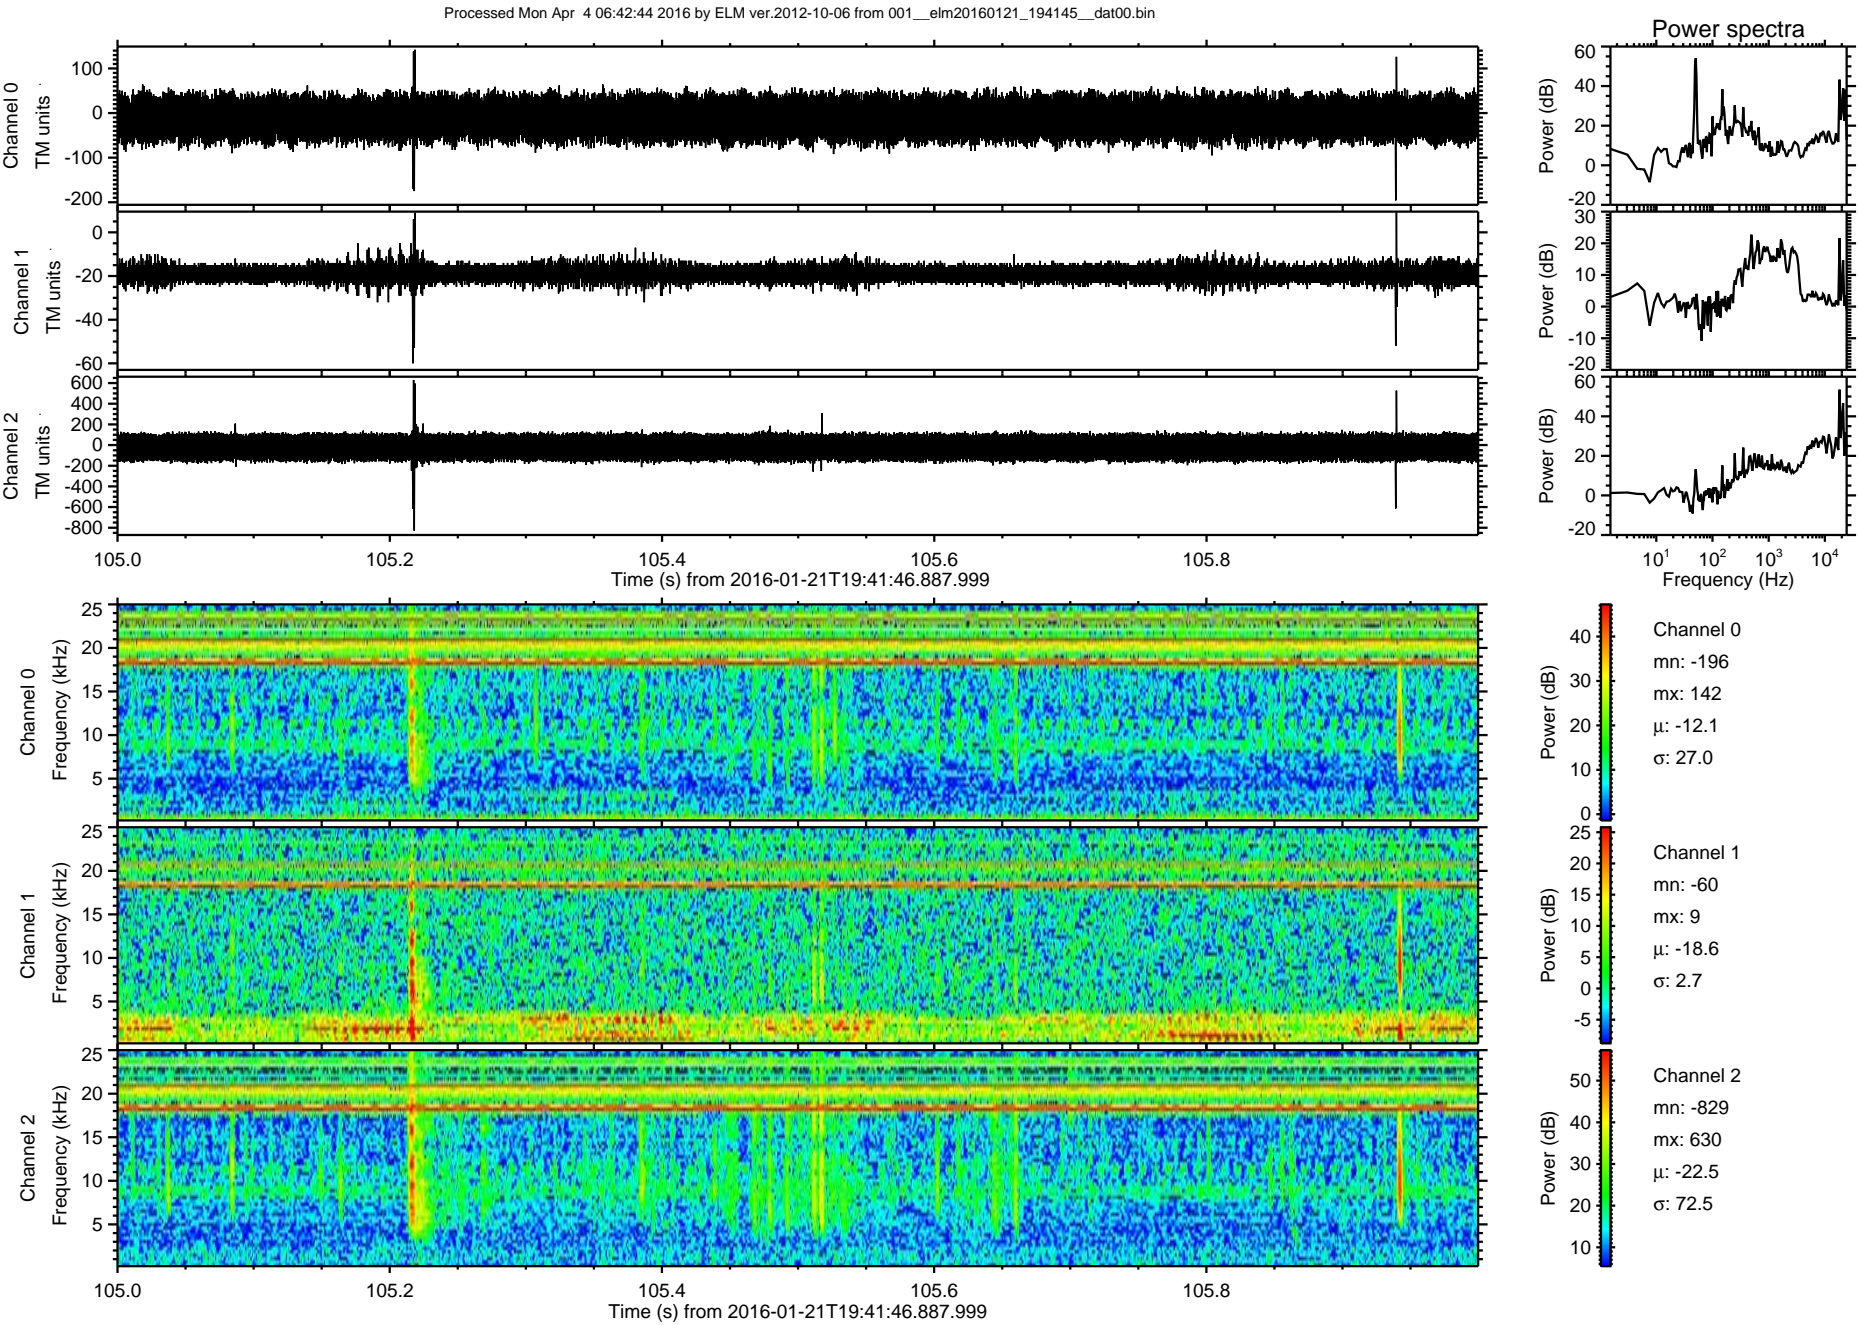 Processed Mon Apr  4 06:42:44 2016 by ELM ver.2012-10-06 from 001__elm20160121_194145__dat00.bin
Power spectra
Channel 0
TM units
100
0
-100
-200
Power (dB)
60
40
20
0
-20
Channel 1
TM units
0
-20
-40
-60
Power (dB)
30
20
10
0
-10
-20
Channel 2
TM units
600
400
200
0
-200
-400
-600
-800
Power (dB)
60
40
20
0
-20
105.0
105.2
105.4
105.6
105.8
Time (s) from 2016-01-21T19:41:46.887.999
10¹
10²
10³
10⁴
Frequency (Hz)
Channel 0
Frequency (kHz)
25
20
15
10
5
Power (dB)
40
30
20
10
0
Channel 0
mn: -196
mx: 142
μ: -12.1
σ: 27.0
Channel 1
Frequency (kHz)
25
20
15
10
5
Power (dB)
25
20
15
10
5
0
-5
Channel 1
mn: -60
mx: 9
μ: -18.6
σ: 2.7
Channel 2
Frequency (kHz)
25
20
15
10
5
Power (dB)
50
40
30
20
10
Channel 2
mn: -829
mx: 630
μ: -22.5
σ: 72.5
105.0
105.2
105.4
105.6
105.8
Time (s) from 2016-01-21T19:41:46.887.999